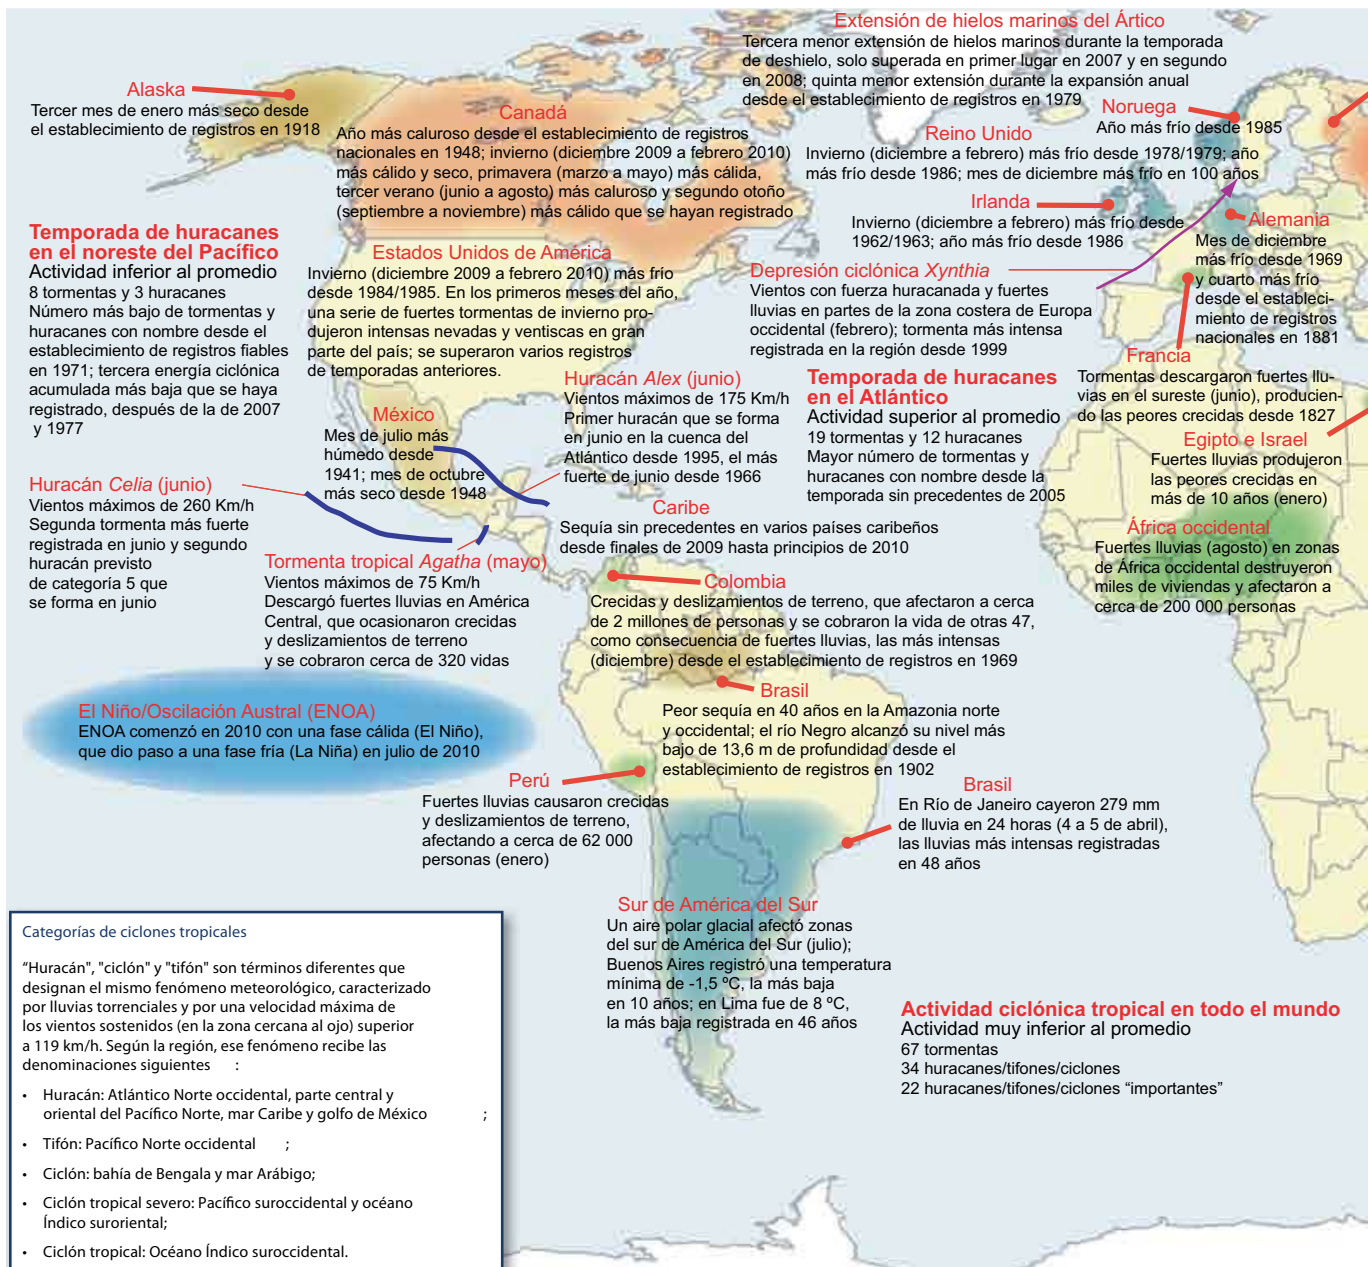 Extensión de hielos marinos del Ártico
Tercera menor extensión de hielos marinos durante la temporada
de deshielo, solo superada en primer lugar en 2007 y en segundo
en 2008; quinta menor extensión durante la expansión anual
desde el establecimiento de registros en 1979
Alaska
Tercer mes de enero más seco desde
el establecimiento de registros en 1918
Canadá
Año más caluroso desde el establecimiento de registros
nacionales en 1948; invierno (diciembre 2009 a febrero 2010)
más cálido y seco, primavera (marzo a mayo) más cálida,
tercer verano (junio a agosto) más caluroso y segundo otoño
(septiembre a noviembre) más cálido que se hayan registrado
Noruega
Año más frío desde 1985
Reino Unido
Invierno (diciembre a febrero) más frío desde 1978/1979; año
más frío desde 1986; mes de diciembre más frío en 100 años
Irlanda
Invierno (diciembre a febrero) más frío desde
1962/1963; año más frío desde 1986
Alemania
Mes de diciembre
más frío desde 1969
y cuarto más frío
desde el estableci-
miento de registros
nacionales en 1881
Temporada de huracanes
en el noreste del Pacífico
Actividad inferior al promedio
8 tormentas y 3 huracanes
Número más bajo de tormentas y
huracanes con nombre desde el
establecimiento de registros fiables
en 1971; tercera energía ciclónica
acumulada más baja que se haya
registrado, después de la de 2007
y 1977
Estados Unidos de América
Invierno (diciembre 2009 a febrero 2010) más frío
desde 1984/1985. En los primeros meses del año,
una serie de fuertes tormentas de invierno pro-
dujeron intensas nevadas y ventiscas en gran
parte del país; se superaron varios registros
de temporadas anteriores.
Depresión ciclónica Xynthia
Vientos con fuerza huracanada y fuertes
lluvias en partes de la zona costera de Europa
occidental (febrero); tormenta más intensa
registrada en la región desde 1999
Francia
Tormentas descargaron fuertes llu-
vias en el sureste (junio), producien-
do las peores crecidas desde 1827
Huracán Alex (junio)
Vientos máximos de 175 Km/h
Primer huracán que se forma
en junio en la cuenca del
Atlántico desde 1995, el más
fuerte de junio desde 1966
Temporada de huracanes
en el Atlántico
Actividad superior al promedio
19 tormentas y 12 huracanes
Mayor número de tormentas y
huracanes con nombre desde la
temporada sin precedentes de 2005
México
Mes de julio más
húmedo desde
1941; mes de octubre
más seco desde 1948
Egipto e Israel
Fuertes lluvias produjeron
las peores crecidas en
más de 10 años (enero)
Huracán Celia (junio)
Vientos máximos de 260 Km/h
Segunda tormenta más fuerte
registrada en junio y segundo
huracán previsto
de categoría 5 que
se forma en junio
Caribe
Sequía sin precedentes en varios países caribeños
desde finales de 2009 hasta principios de 2010
África occidental
Fuertes lluvias (agosto) en zonas
de África occidental destruyeron
miles de viviendas y afectaron a
cerca de 200 000 personas
Tormenta tropical Agatha (mayo)
Vientos máximos de 75 Km/h
Descargó fuertes lluvias en América
Central, que ocasionaron crecidas
y deslizamientos de terreno
y se cobraron cerca de 320 vidas
Colombia
Crecidas y deslizamientos de terreno, que afectaron a cerca
de 2 millones de personas y se cobraron la vida de otras 47,
como consecuencia de fuertes lluvias, las más intensas
(diciembre) desde el establecimiento de registros en 1969
El Niño/Oscilación Austral (ENOA)
ENOA comenzó en 2010 con una fase cálida (El Niño),
que dio paso a una fase fría (La Niña) en julio de 2010
Brasil
Peor sequía en 40 años en la Amazonia norte
y occidental; el río Negro alcanzó su nivel más
bajo de 13,6 m de profundidad desde el
establecimiento de registros en 1902
Perú
Fuertes lluvias causaron crecidas
y deslizamientos de terreno,
afectando a cerca de 62 000
personas (enero)
Brasil
En Río de Janeiro cayeron 279 mm
de lluvia en 24 horas (4 a 5 de abril),
las lluvias más intensas registradas
en 48 años
Sur de América del Sur
Un aire polar glacial afectó zonas
del sur de América del Sur (julio);
Buenos Aires registró una temperatura
mínima de -1,5 ºC, la más baja
en 10 años; en Lima fue de 8 ºC,
la más baja registrada en 46 años
Actividad ciclónica tropical en todo el mundo
Actividad muy inferior al promedio
67 tormentas
34 huracanes/tifones/ciclones
22 huracanes/tifones/ciclones “importantes”
Categorías de ciclones tropicales
“Huracán", "ciclón" y "tifón" son términos diferentes que
designan el mismo fenómeno meteorológico, caracterizado
por lluvias torrenciales y por una velocidad máxima de
los vientos sostenidos (en la zona cercana al ojo) superior
a 119 km/h. Según la región, ese fenómeno recibe las
denominaciones siguientes :
• Huracán: Atlántico Norte occidental, parte central y
oriental del Pacífico Norte, mar Caribe y golfo de México ;
• Tifón: Pacífico Norte occidental ;
• Ciclón: bahía de Bengala y mar Arábigo;
• Ciclón tropical severo: Pacífico suroccidental y océano
Índico suroriental;
• Ciclón tropical: Océano Índico suroccidental.